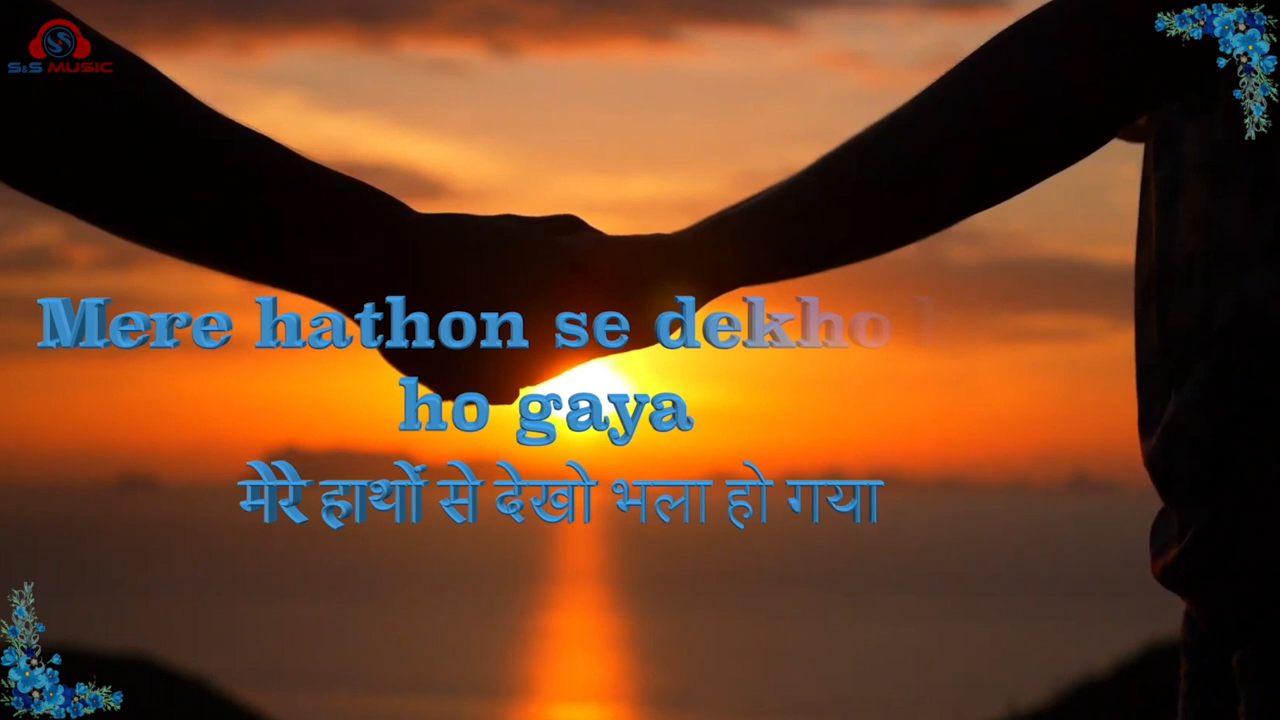 S&S MUSIC
Mere hathon se dekho
ho gaya
मेरे हाथों से देखो भला हो गया